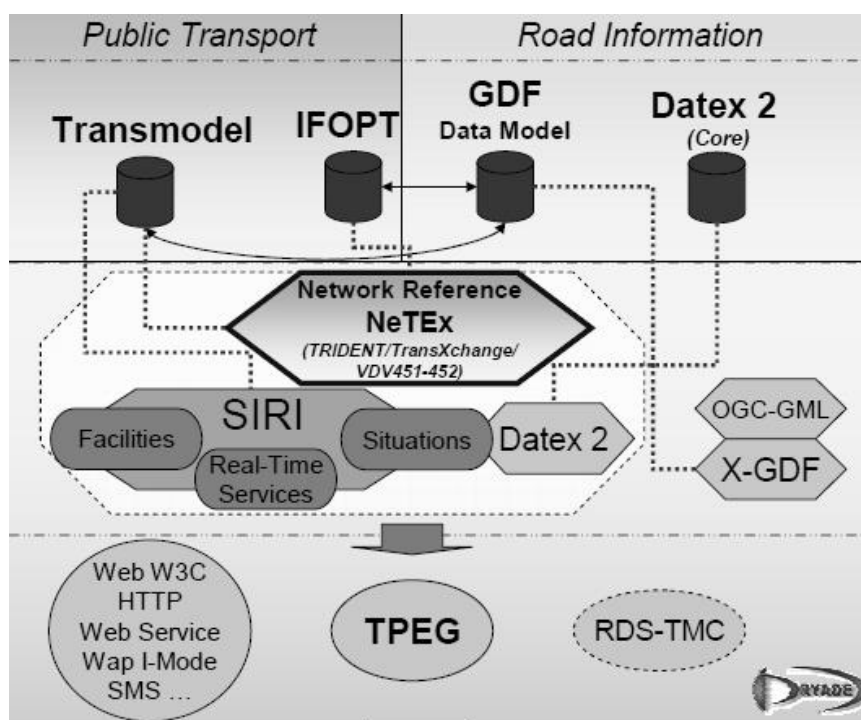 Public Transport
Road Information
Transmodel
IFOPT
GDF
Data Model
Datex 2
(Core)
Network Reference
NeTEx
(TRIDENT/TransXchange/
VDV451-452)
SIRI
Facilities
Real-Time
Services
Situations
Datex 2
OGC-GML
X-GDF
Web W3C
HTTP
Web Service
Wap I-Mode
SMS ...
TPEG
RDS-TMC
RYADE